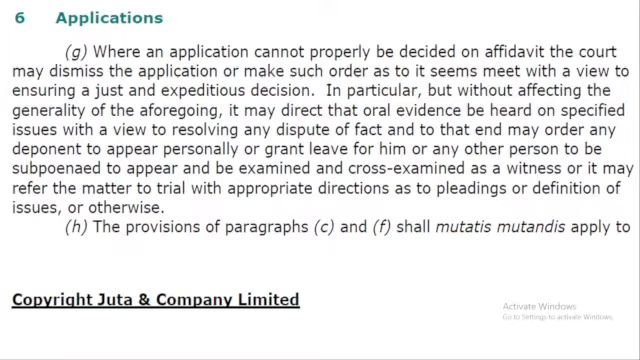 6 Applications
(g) Where an application cannot properly be decided on affidavit the court
may dismiss the application or make such order as to it seems meet with a view to
ensuring a just and expeditious decision. In particular, but without affecting the
generality of the aforegoing, it may direct that oral evidence be heard on specified
issues with a view to resolving any dispute of fact and to that end may order any
deponent to appear personally or grant leave for him or any other person to be
subpoenaed to appear and be examined and cross-examined as a witness or it may
refer the matter to trial with appropriate directions as to pleadings or definition of
issues, or otherwise.
(h) The provisions of paragraphs (c) and (f) shall mutatis mutandis apply to
Copyright Juta & Company Limited
Activate Windows
Go to Settings to activate Windows.